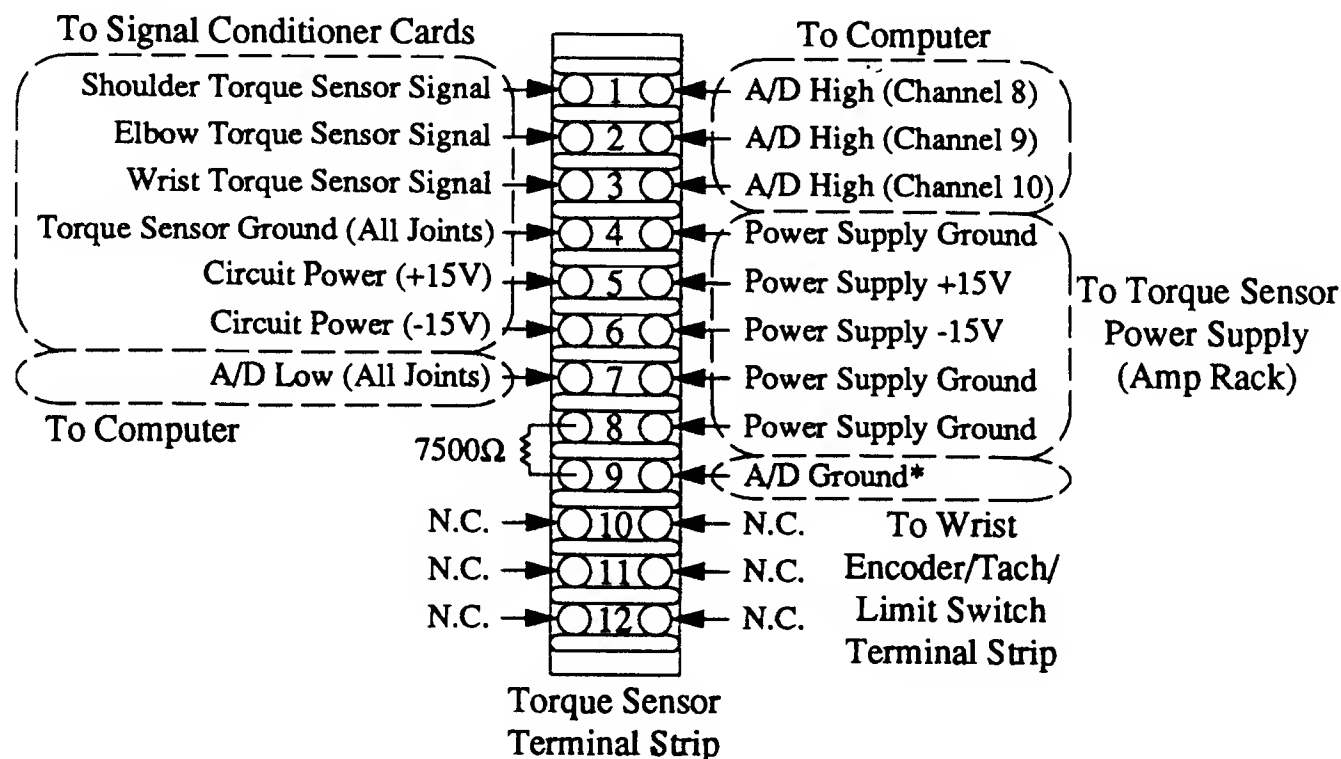 To Signal Conditioner Cards
To Computer
Shoulder Torque Sensor Signal 1 A/D High (Channel 8)
Elbow Torque Sensor Signal 2 A/D High (Channel 9)
Wrist Torque Sensor Signal 3 A/D High (Channel 10)
Torque Sensor Ground (All Joints) 4 Power Supply Ground
Circuit Power (+15V) 5 Power Supply +15V
Circuit Power (-15V) 6 Power Supply -15V
A/D Low (All Joints) 7 Power Supply Ground
To Torque Sensor
Power Supply
(Amp Rack)
To Computer
7500Ω
8 Power Supply Ground
9 A/D Ground*
N.C. 10 N.C.
N.C. 11 N.C.
N.C. 12 N.C.
To Wrist
Encoder/Tach/
Limit Switch
Terminal Strip
Torque Sensor
Terminal Strip